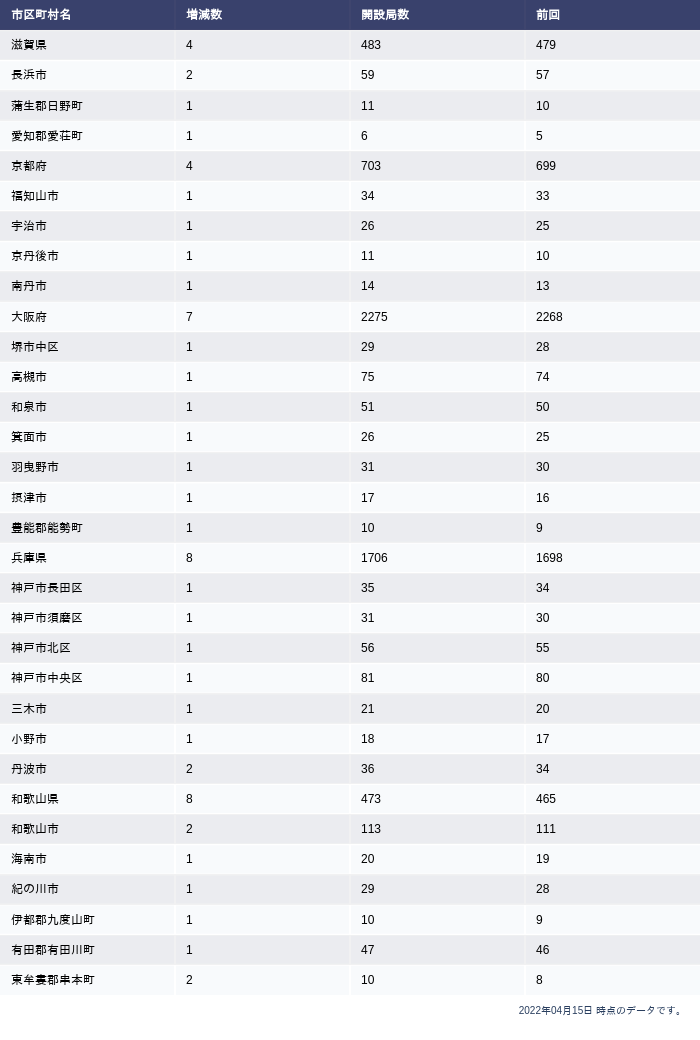 市区町村名 増減数 開設局数 前回
滋賀県 4 483 479
長浜市 2 59 57
蒲生郡日野町 1 11 10
愛知郡愛荘町 1 6 5
京都府 4 703 699
福知山市 1 34 33
宇治市 1 26 25
京丹後市 1 11 10
南丹市 1 14 13
大阪府 7 2275 2268
堺市中区 1 29 28
高槻市 1 75 74
和泉市 1 51 50
箕面市 1 26 25
羽曳野市 1 31 30
摂津市 1 17 16
豊能郡能勢町 1 10 9
兵庫県 8 1706 1698
神戸市長田区 1 35 34
神戸市須磨区 1 31 30
神戸市北区 1 56 55
神戸市中央区 1 81 80
三木市 1 21 20
小野市 1 18 17
丹波市 2 36 34
和歌山県 8 473 465
和歌山市 2 113 111
海南市 1 20 19
紀の川市 1 29 28
伊都郡九度山町 1 10 9
有田郡有田川町 1 47 46
東牟婁郡串本町 2 10 8
2022年04月15日 時点のデータです。